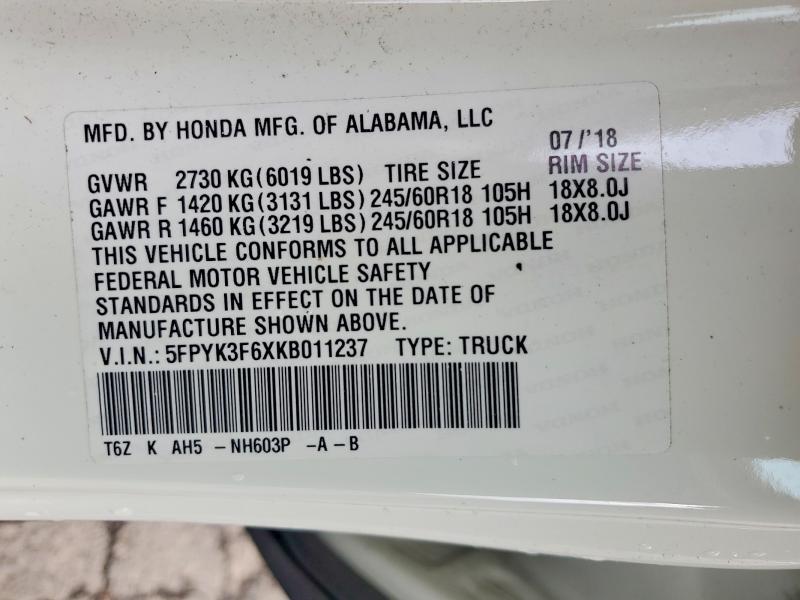 MFD. BY HONDA MFG. OF ALABAMA, LLC
07/'18
GVWR 2730 KG(6019 LBS) TIRE SIZE RIM SIZE
GAWR F 1420 KG(3131 LBS) 245/60R18 105H 18X8.0J
GAWR R 1460 KG(3219 LBS) 245/60R18 105H 18X8.0J
THIS VEHICLE CONFORMS TO ALL APPLICABLE
FEDERAL MOTOR VEHICLE SAFETY
STANDARDS IN EFFECT ON THE DATE OF
MANUFACTURE SHOWN ABOVE.
V.I.N.: 5FPYK3F6XKB011237 TYPE: TRUCK
T6Z K AH5 -NH603P -A-B